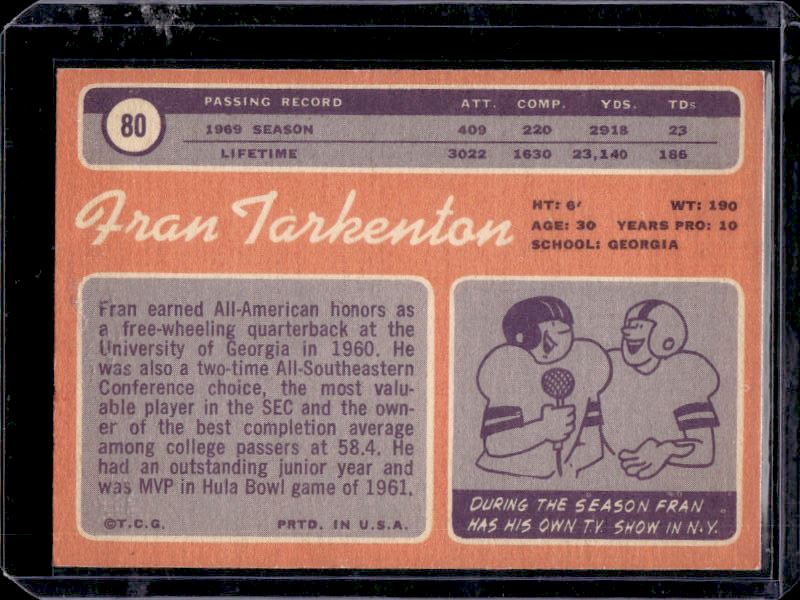 80
PASSING RECORD ATT. COMP. YDS. TDs
1969 SEASON 409 220 2918 23
LIFETIME 3022 1630 23,140 186
Fran Tarkenton
HT: 6' WT: 190
AGE: 30 YEARS PRO: 10
SCHOOL: GEORGIA
Fran earned All-American honors as
a free-wheeling quarterback at the
University of Georgia in 1960. He
was also a two-time All-Southeastern
Conference choice, the most valu-
able player in the SEC and the own-
er of the best completion average
among college passers at 58.4. He
had an outstanding junior year and
was MVP in Hula Bowl game of 1961.
©T.C.G. PRTD. IN U.S.A.
DURING THE SEASON FRAN
HAS HIS OWN T.V. SHOW IN N.Y.